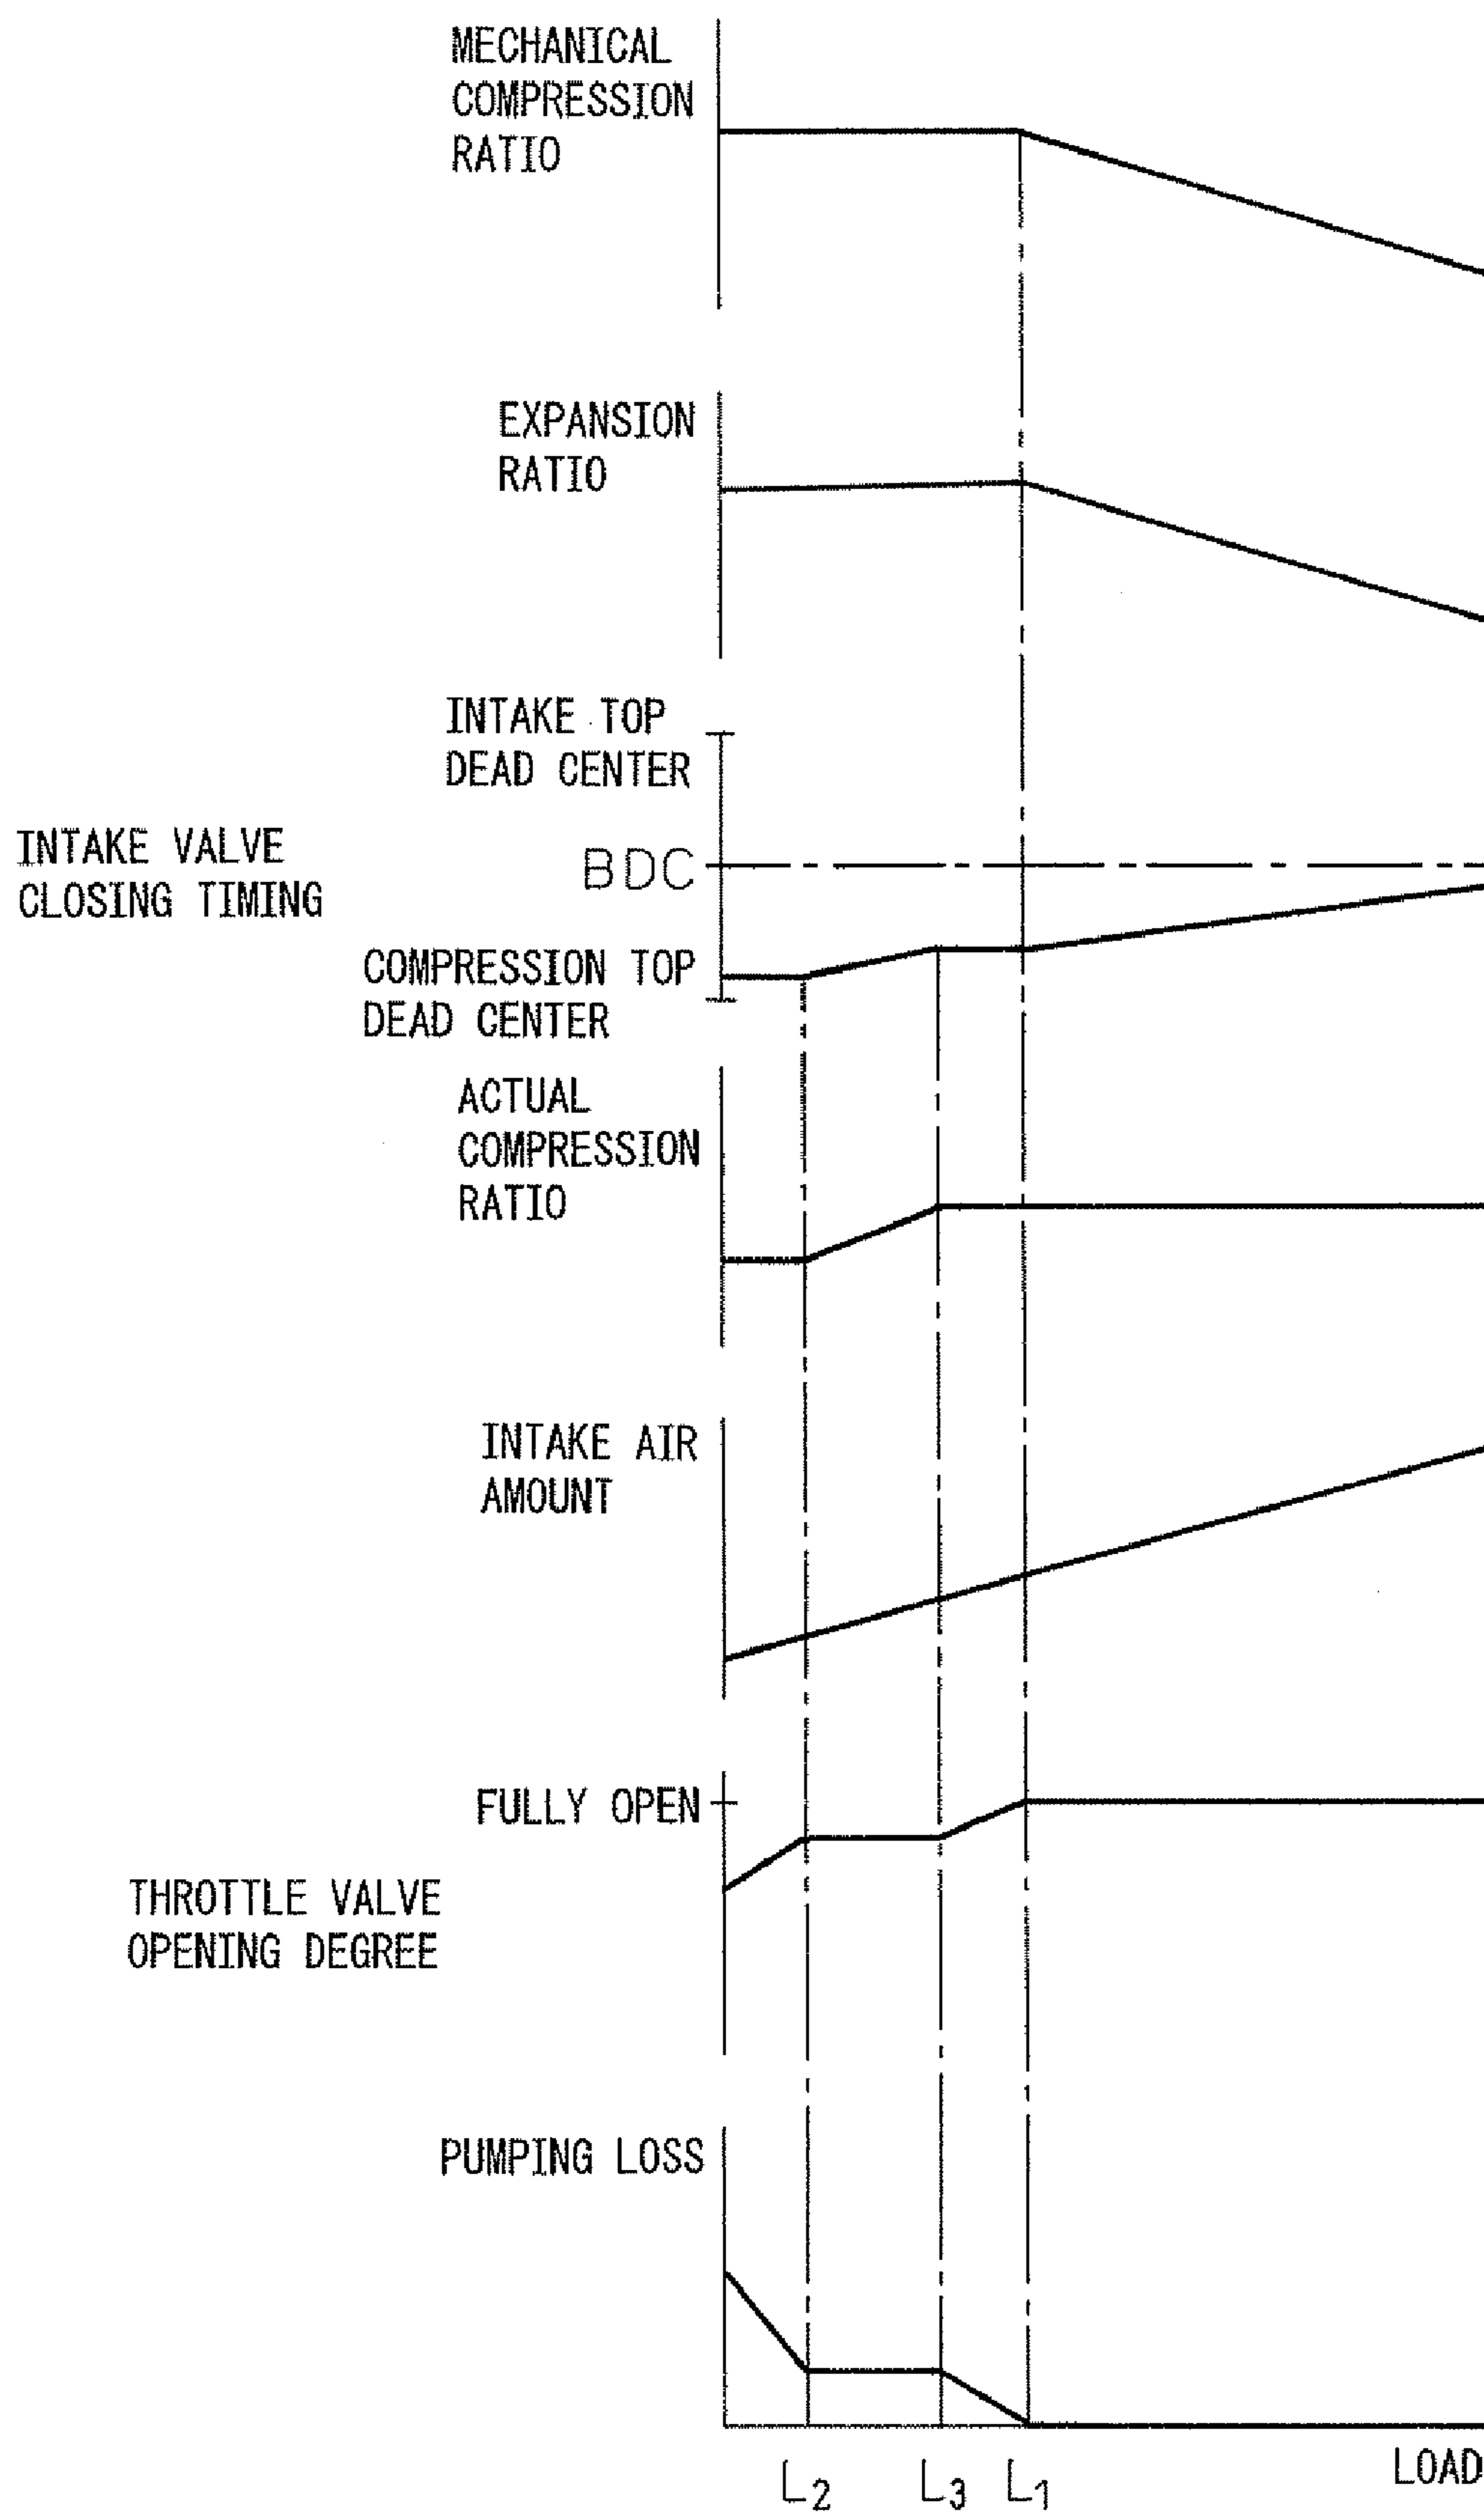 MECHANICAL
COMPRESSION
RATIO
EXPANSION
RATIO
INTAKE TOP
DEAD CENTER
INTAKE VALVE
CLOSING TIMING
BDC
COMPRESSION TOP
DEAD CENTER
ACTUAL
COMPRESSION
RATIO
INTAKE AIR
AMOUNT
FULLY OPEN
THROTTLE VALVE
OPENING DEGREE
PUMPING LOSS
L2 L3 L1
LOAD